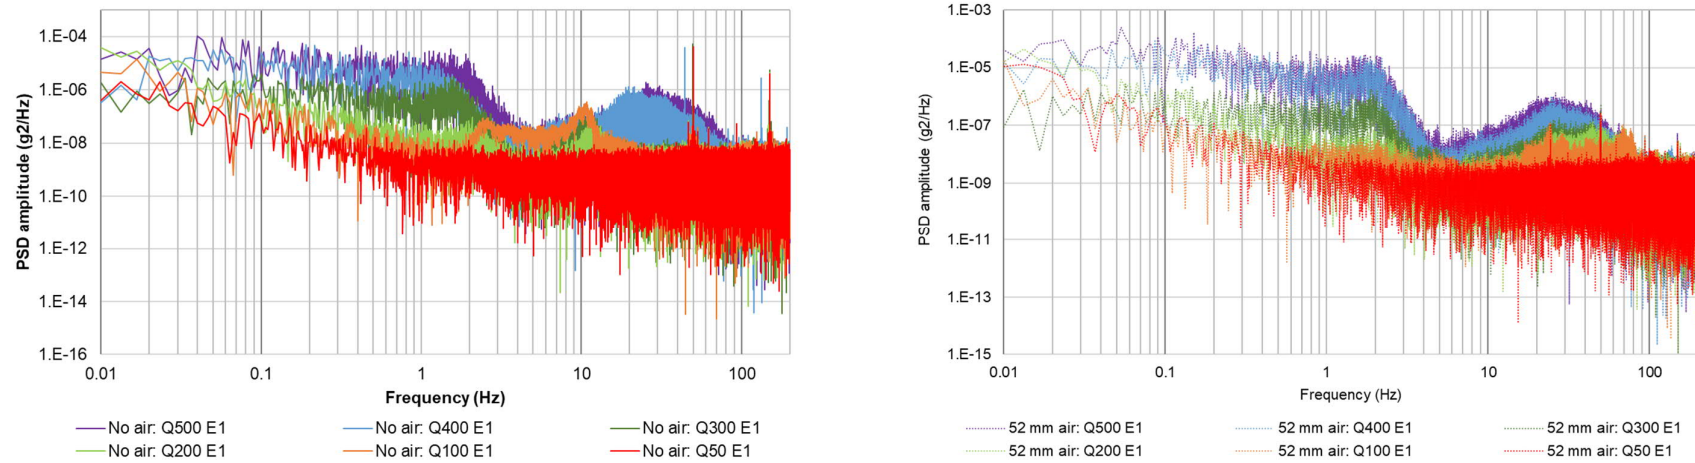 1.E-04
1.E-06
1.E-08
1.E-10
1.E-12
1.E-14
1.E-16
PSD amplitude (g2/Hz)
0.01 0.1 1 10 100
Frequency (Hz)
No air: Q500 E1 No air: Q400 E1 No air: Q300 E1
No air: Q200 E1 No air: Q100 E1 No air: Q50 E1
1.E-03
1.E-05
1.E-07
1.E-09
1.E-11
1.E-13
1.E-15
PSD amplitude (g2/Hz)
0.01 0.1 1 10 100
Frequency (Hz)
52 mm air: Q500 E1 52 mm air: Q400 E1 52 mm air: Q300 E1
52 mm air: Q200 E1 52 mm air: Q100 E1 52 mm air: Q50 E1